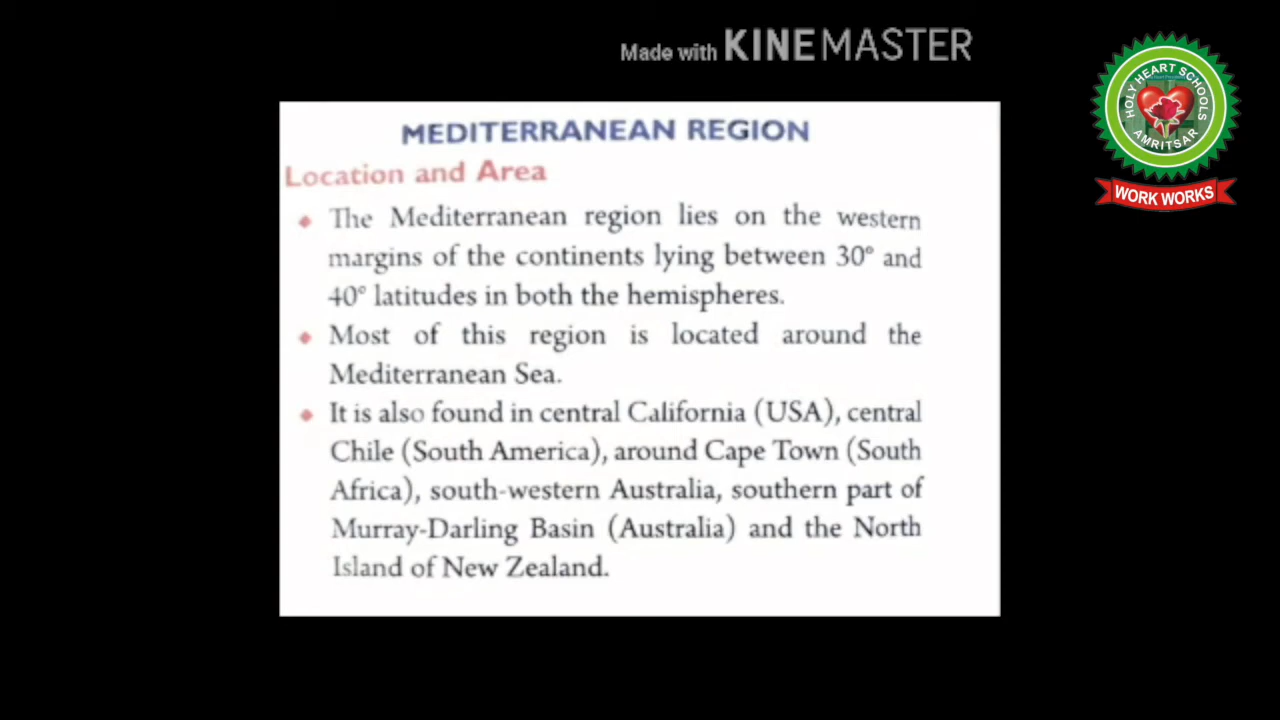 Made with KINEMASTER
HOLY HEART SCHOOLS
AMRITSAR
WORK WORKS
MEDITERRANEAN REGION
Location and Area
The Mediterranean region lies on the western
margins of the continents lying between 30° and
40° latitudes in both the hemispheres.
Most of this region is located around the
Mediterranean Sea.
It is also found in central California (USA), central
Chile (South America), around Cape Town (South
Africa), south-western Australia, southern part of
Murray-Darling Basin (Australia) and the North
Island of New Zealand.